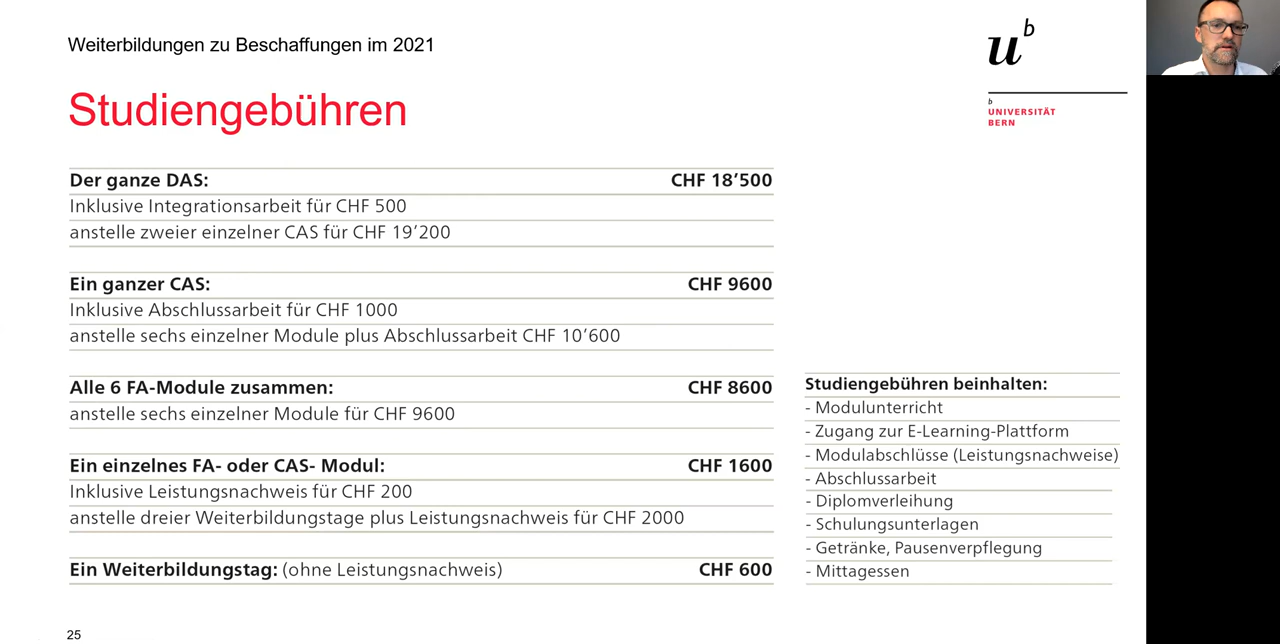 Weiterbildungen zu Beschaffungen im 2021
Studiengebühren
u
b
b
UNIVERSITÄT
BERN
Der ganze DAS: CHF 18’500
Inklusive Integrationsarbeit für CHF 500
anstelle zweier einzelner CAS für CHF 19’200
Ein ganzer CAS: CHF 9600
Inklusive Abschlussarbeit für CHF 1000
anstelle sechs einzelner Module plus Abschlussarbeit CHF 10’600
Alle 6 FA-Module zusammen: CHF 8600
anstelle sechs einzelner Module für CHF 9600
Ein einzelnes FA- oder CAS- Modul: CHF 1600
Inklusive Leistungsnachweis für CHF 200
anstelle dreier Weiterbildungstage plus Leistungsnachweis für CHF 2000
Ein Weiterbildungstag: (ohne Leistungsnachweis) CHF 600
Studiengebühren beinhalten:
- Modulunterricht
- Zugang zur E-Learning-Plattform
- Modulabschlüsse (Leistungsnachweise)
- Abschlussarbeit
- Diplomverleihung
- Schulungsunterlagen
- Getränke, Pausenverpflegung
- Mittagessen
25